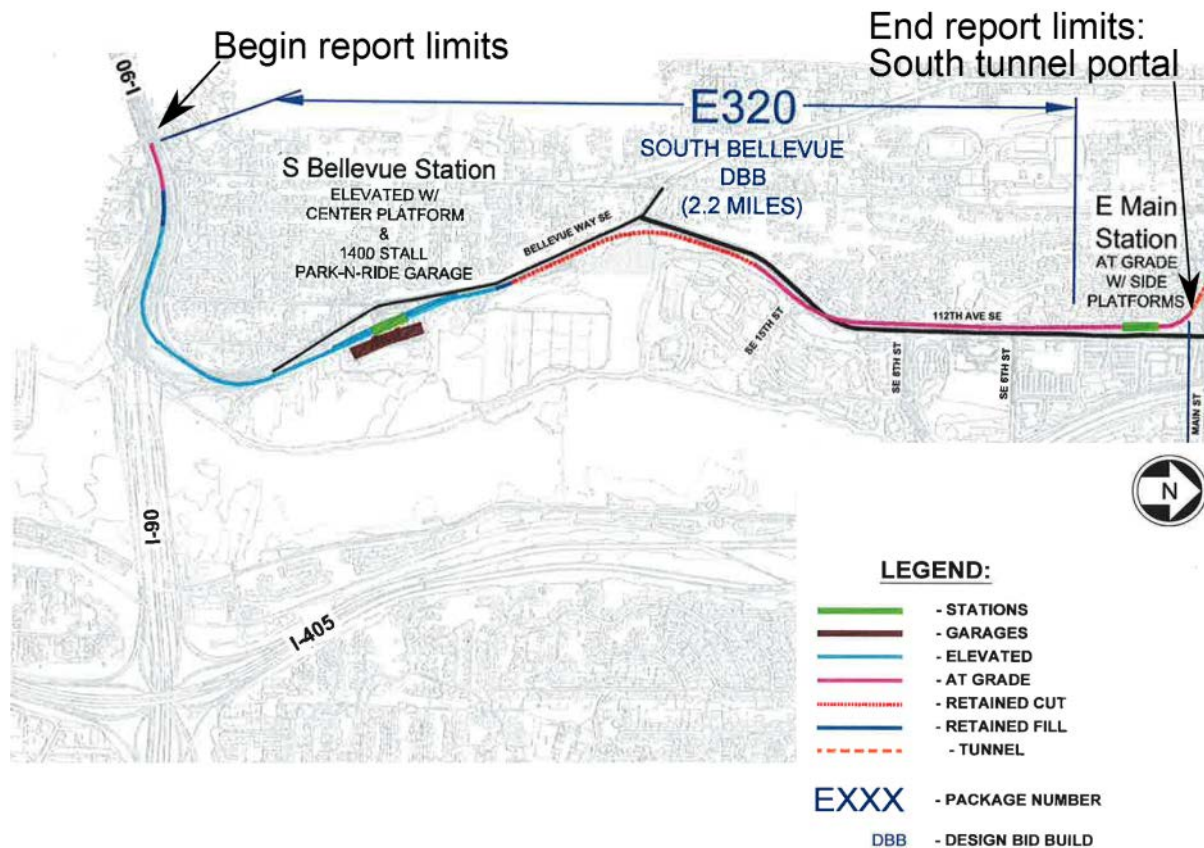 Begin report limits
End report limits:
South tunnel portal
I-90
E320
SOUTH BELLEVUE
DBB
(2.2 MILES)
S Bellevue Station
ELEVATED W/
CENTER PLATFORM
&
1400 STALL
PARK-N-RIDE GARAGE
BELLEVUE WAY SE
E Main
Station
AT GRADE
W/ SIDE
PLATFORMS
112TH AVE SE
SE 15TH ST
SE 8TH ST
SE 6TH ST
MAIN ST
I-90
I-405
N
LEGEND:
- STATIONS
- GARAGES
- ELEVATED
- AT GRADE
- RETAINED CUT
- RETAINED FILL
- TUNNEL
EXXX - PACKAGE NUMBER
DBB - DESIGN BID BUILD